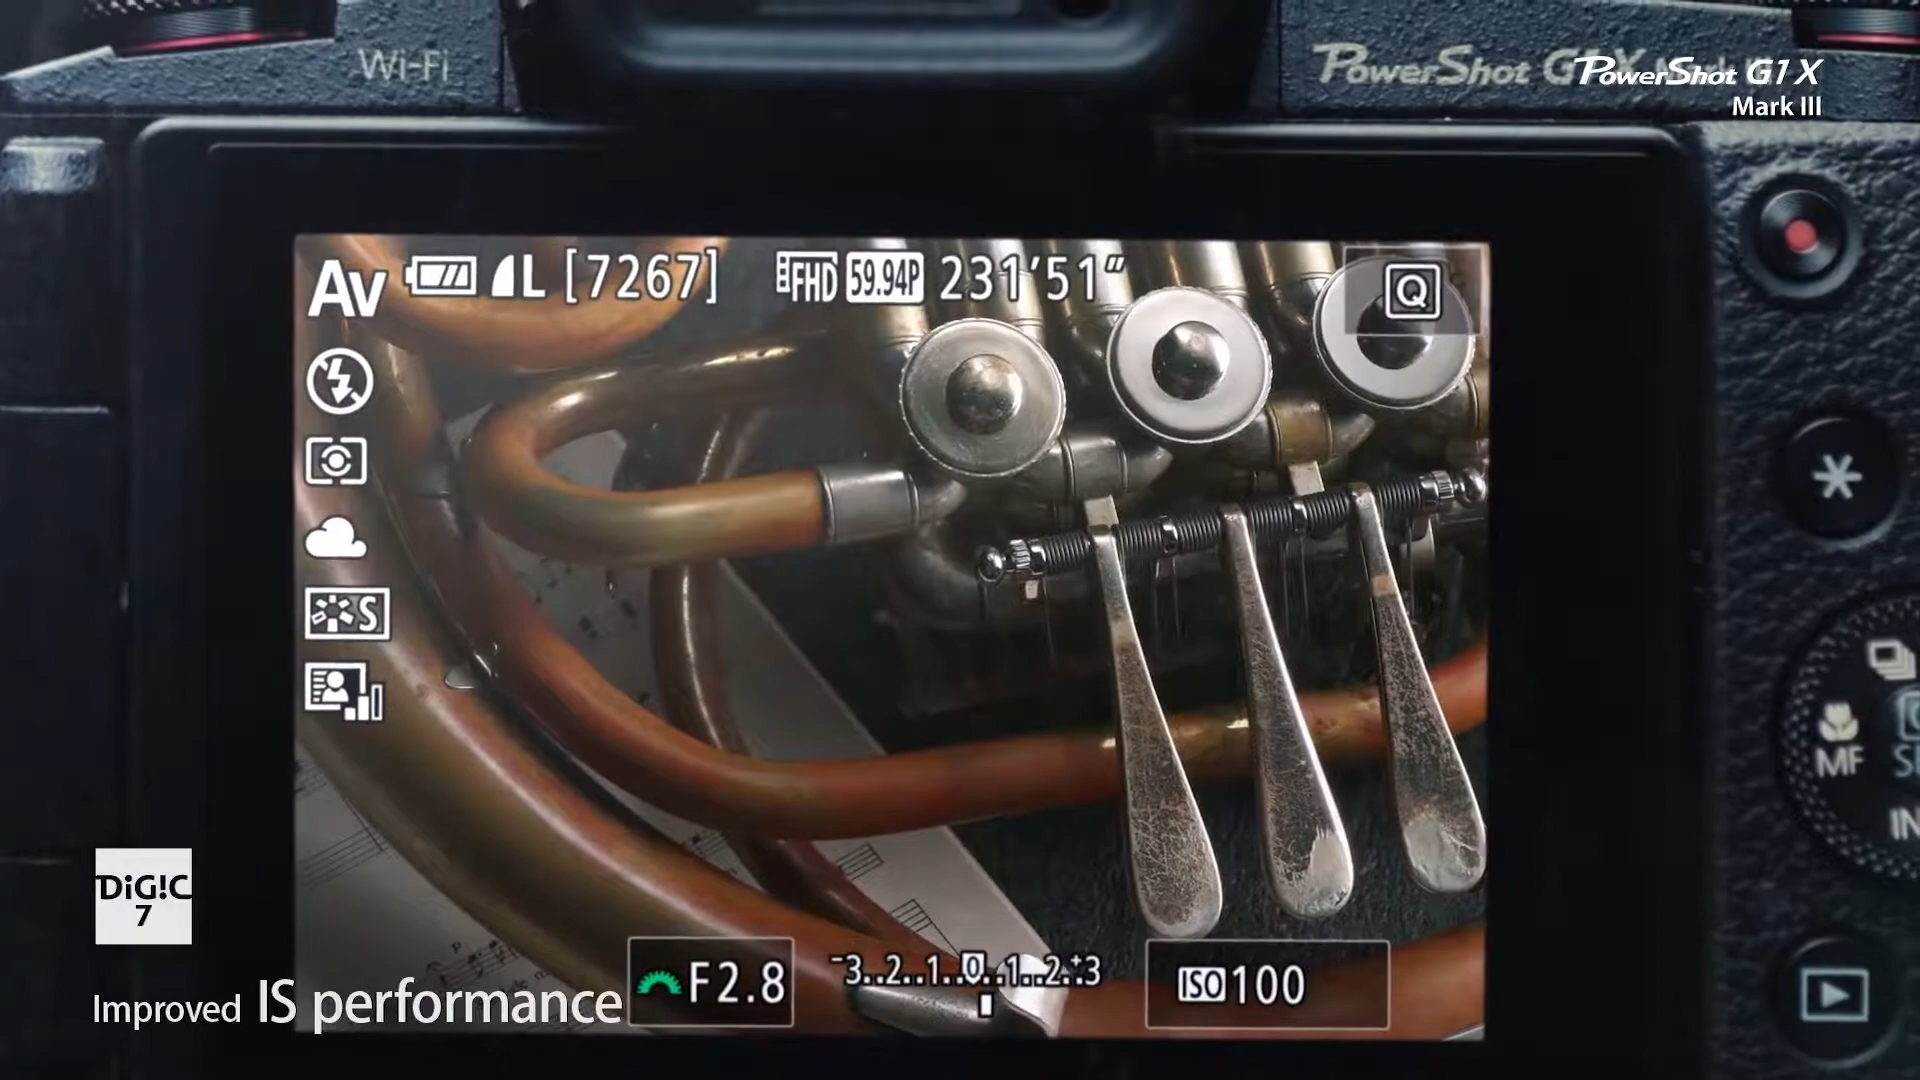 Wi-Fi
PowerShot G1 X
PowerShot G1 X
Mark III
Av L [7267] FHD 59.94P 231'51" Q
S
MF
F2.8
-3..2..1..0..1..2.+3
ISO 100
DiG!C
7
Improved IS performance